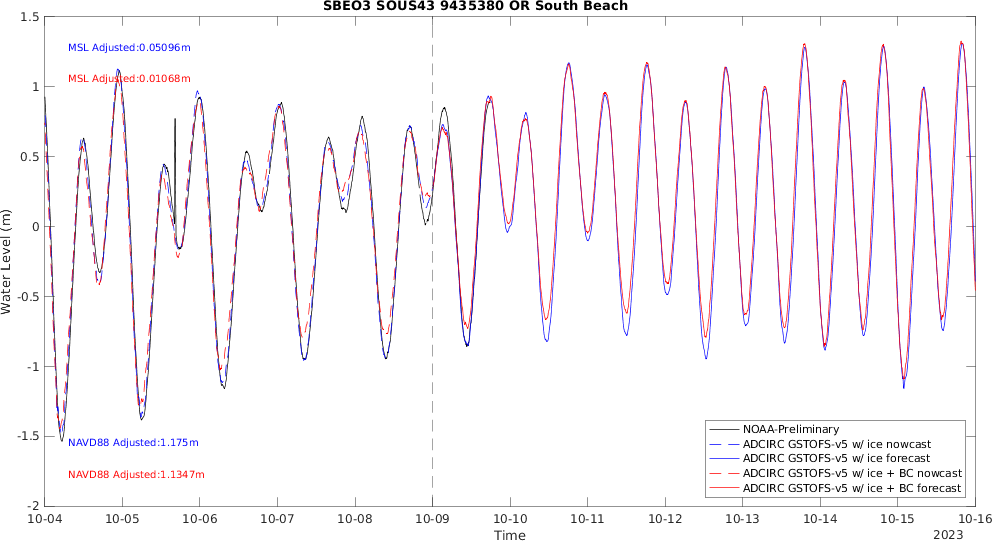 SBEO3 SOUS43 9435380 OR South Beach
1.5
1
0.5
0
-0.5
-1
-1.5
-2
Water Level (m)
MSL Adjusted:0.05096m
MSL Adjusted:0.01068m
NAVD88 Adjusted:1.175m
NAVD88 Adjusted:1.1347m
NOAA-Preliminary
ADCIRC GSTOFS-v5 w/ ice nowcast
ADCIRC GSTOFS-v5 w/ ice forecast
ADCIRC GSTOFS-v5 w/ ice + BC nowcast
ADCIRC GSTOFS-v5 w/ ice + BC forecast
10-04 10-05 10-06 10-07 10-08 10-09 10-10 10-11 10-12 10-13 10-14 10-15 10-16
Time
2023